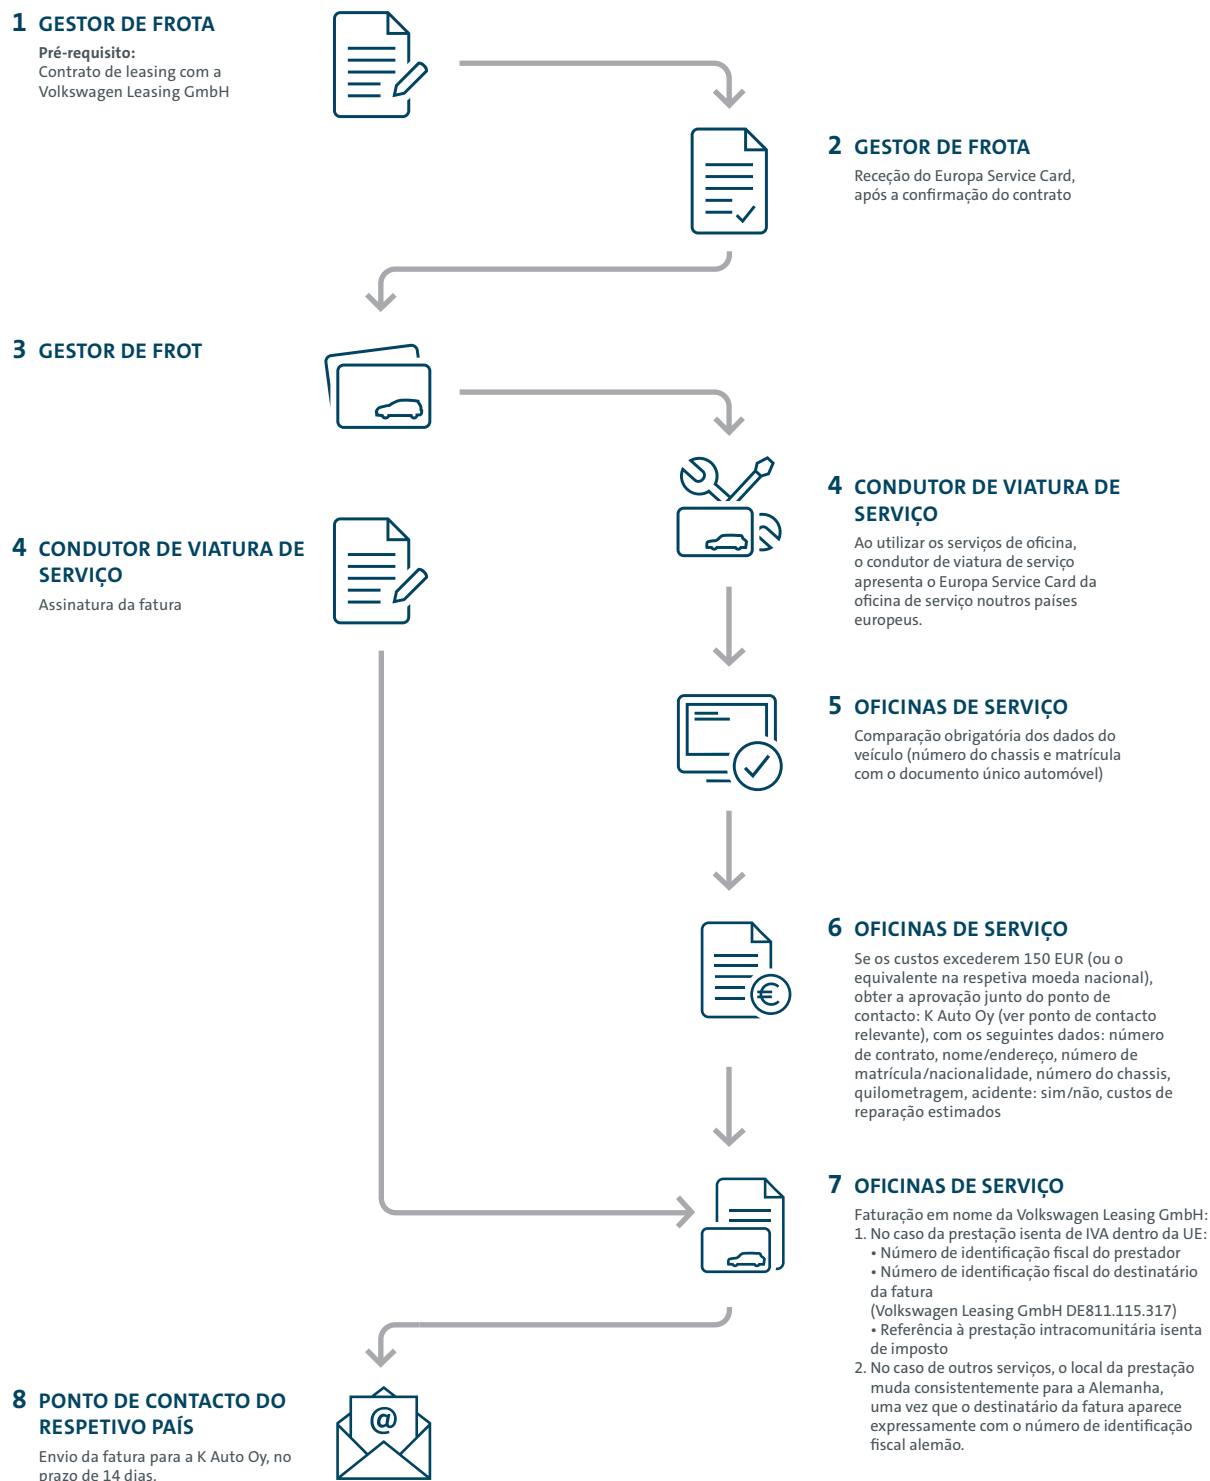 1 GESTOR DE FROTA
Pré-requisito:
Contrato de leasing com a
Volkswagen Leasing GmbH
2 GESTOR DE FROTA
Receção do Europa Service Card,
após a confirmação do contrato
3 GESTOR DE FROT
4 CONDUTOR DE VIATURA DE
SERVIÇO
Ao utilizar os serviços de oficina,
o condutor de viatura de serviço
apresenta o Europa Service Card da
oficina de serviço noutros países
europeus.
4 CONDUTOR DE VIATURA DE
SERVIÇO
Assinatura da fatura
5 OFICINAS DE SERVIÇO
Comparação obrigatória dos dados do
veículo (número do chassis e matrícula
com o documento único automóvel)
6 OFICINAS DE SERVIÇO
Se os custos excederem 150 EUR (ou o
equivalente na respetiva moeda nacional),
obter a aprovação junto do ponto de
contacto: K Auto Oy (ver ponto de contacto
relevante), com os seguintes dados: número
de contrato, nome/endereço, número de
matrícula/nacionalidade, número do chassis,
quilometragem, acidente: sim/não, custos de
reparação estimados
€
7 OFICINAS DE SERVIÇO
Faturação em nome da Volkswagen Leasing GmbH:
1. No caso da prestação isenta de IVA dentro da UE:
• Número de identificação fiscal do prestador
• Número de identificação fiscal do destinatário
da fatura
(Volkswagen Leasing GmbH DE811.115.317)
• Referência à prestação intracomunitária isenta
de imposto
2. No caso de outros serviços, o local da prestação
muda consistentemente para a Alemanha,
uma vez que o destinatário da fatura aparece
expressamente com o número de identificação
fiscal alemão.
8 PONTO DE CONTACTO DO
RESPETIVO PAÍS
Envio da fatura para a K Auto Oy, no
prazo de 14 dias.
@